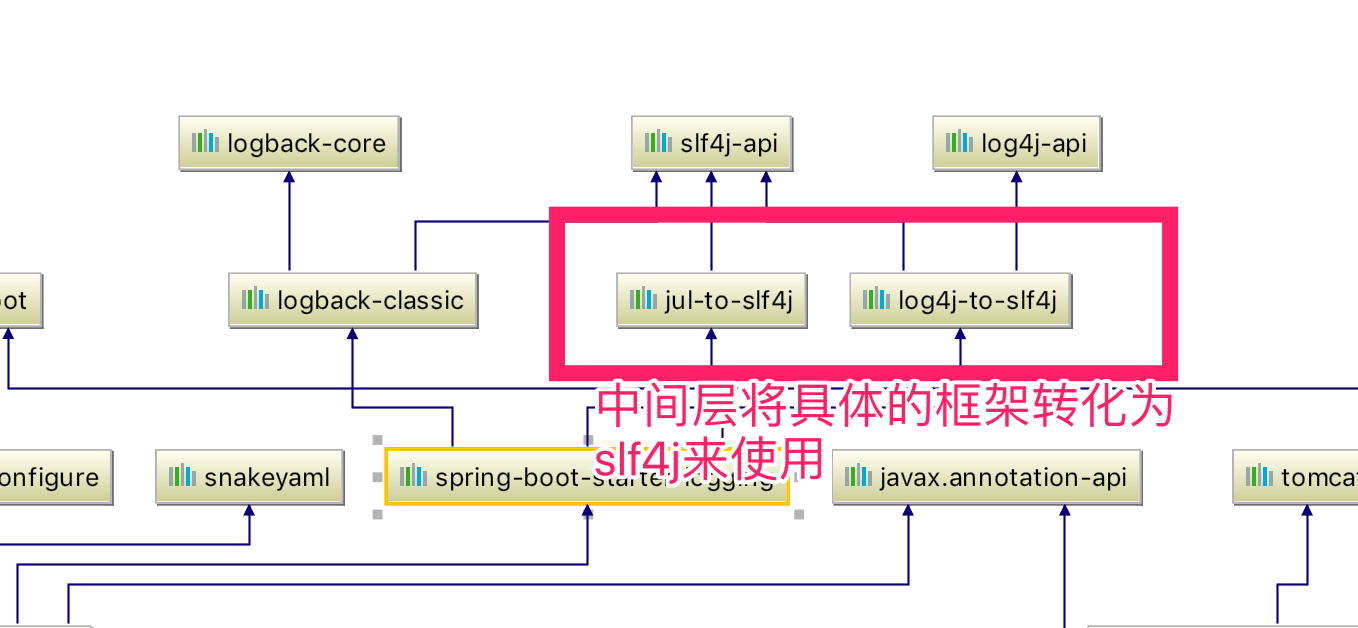 logback-core
slf4j-api
log4j-api
ot
logback-classic
jul-to-slf4j
log4j-to-slf4j
中间层将具体的框架转化为
slf4j来使用
onfigure
snakeyaml
spring-boot-starter-logging
javax.annotation-api
tomca